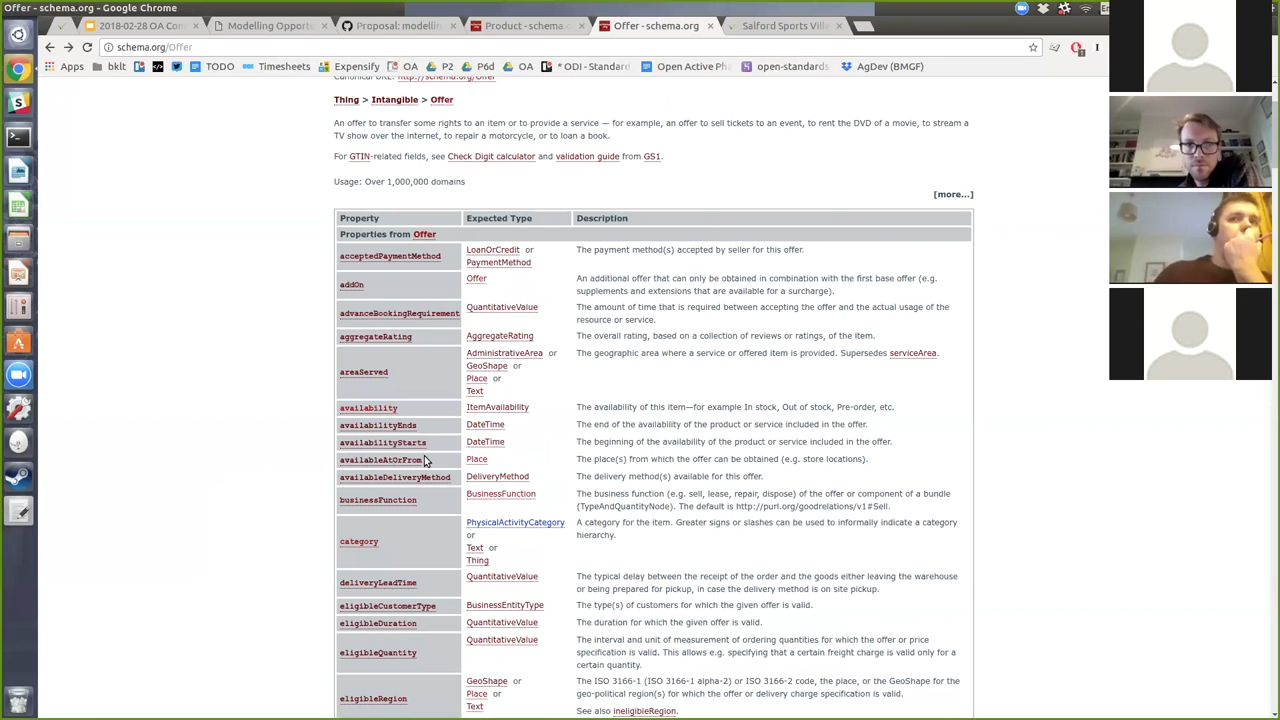 Offer - schema.org - Google Chrome
2018-02-28 OA Com
Modelling Opport
Proposal: modellin
Product - schema.o
Offer - schema.org
Salford Sports Vill
schema.org/Offer
Apps
bklt
TODO
Timesheets
Expensify
OA
P2
P6d
OA
* ODI - Standard
Open Active Pha
open-standards
AgDev (BMGF)
Canonical URL: http://schema.org/Offer
Thing > Intangible > Offer
An offer to transfer some rights to an item or to provide a service — for example, an offer to sell tickets to an event, to rent the DVD of a movie, to stream a
TV show over the internet, to repair a motorcycle, or to loan a book.
For GTIN-related fields, see Check Digit calculator and validation guide from GS1.
Usage: Over 1,000,000 domains
[more...]
Property Expected Type Description
Properties from Offer
acceptedPaymentMethod LoanOrCredit or The payment method(s) accepted by seller for this offer.
PaymentMethod
addOn Offer An additional offer that can only be obtained in combination with the first base offer (e.g.
supplements and extensions that are available for a surcharge).
advanceBookingRequirement QuantitativeValue The amount of time that is required between accepting the offer and the actual usage of the
resource or service.
aggregateRating AggregateRating The overall rating, based on a collection of reviews or ratings, of the item.
areaServed AdministrativeArea or The geographic area where a service or offered item is provided. Supersedes serviceArea.
GeoShape or
Place or
Text
availability ItemAvailability The availability of this item—for example In stock, Out of stock, Pre-order, etc.
availabilityEnds DateTime The end of the availability of the product or service included in the offer.
availabilityStarts DateTime The beginning of the availability of the product or service included in the offer.
availableAtOrFrom Place The place(s) from which the offer can be obtained (e.g. store locations).
availableDeliveryMethod DeliveryMethod The delivery method(s) available for this offer.
businessFunction BusinessFunction The business function (e.g. sell, lease, repair, dispose) of the offer or component of a bundle
(TypeAndQuantityNode). The default is http://purl.org/goodrelations/v1#Sell.
category PhysicalActivityCategory A category for the item. Greater signs or slashes can be used to informally indicate a category
or hierarchy.
Text or
Thing
deliveryLeadTime QuantitativeValue The typical delay between the receipt of the order and the goods either leaving the warehouse
or being prepared for pickup, in case the delivery method is on site pickup.
eligibleCustomerType BusinessEntityType The type(s) of customers for which the given offer is valid.
eligibleDuration QuantitativeValue The duration for which the given offer is valid.
eligibleQuantity QuantitativeValue The interval and unit of measurement of ordering quantities for which the offer or price
specification is valid. This allows e.g. specifying that a certain freight charge is valid only for a
certain quantity.
eligibleRegion GeoShape or The ISO 3166-1 (ISO 3166-1 alpha-2) or ISO 3166-2 code, the place, or the GeoShape for the
Place or geo-political region(s) for which the offer or delivery charge specification is valid.
Text
See also ineligibleRegion.